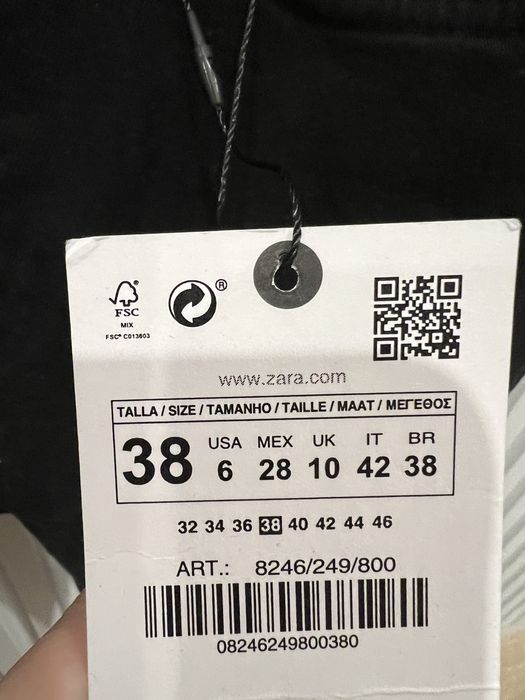 FSC
MIX
FSC® C013603
®
www.zara.com
TALLA / SIZE / TAMANHO / TAILLE / MAAT / ΜΕΓΕΘΟΣ
38 USA 6 MEX 28 UK 10 IT 42 BR 38
32 34 36 38 40 42 44 46
ART.: 8246/249/800
08246249800380